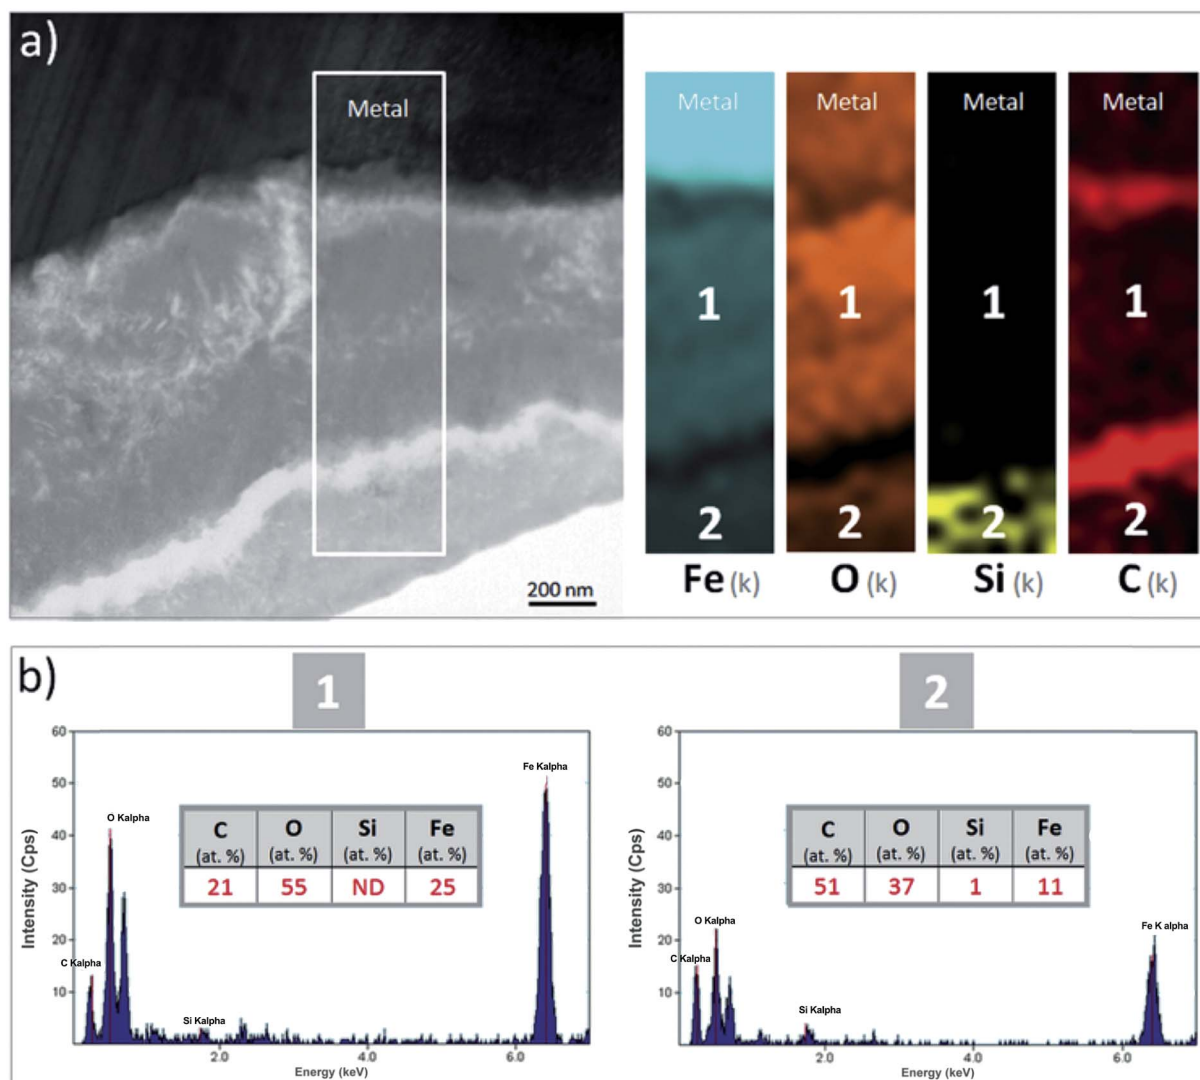 a)
Metal
200 nm
Metal Metal Metal Metal
1 1 1 1
2 2 2 2
Fe (k) O (k) Si (k) C (k)
b)
1
60
50
40
30
20
10
Intensity (Cps)
Fe Kalpha
O Kalpha
C Kalpha
Si Kalpha
C O Si Fe
(at. %) (at. %) (at. %) (at. %)
21 55 ND 25
2.0 4.0 6.0
Energy (keV)
2
60
50
40
30
20
10
Intensity (Cps)
C O Si Fe
(at. %) (at. %) (at. %) (at. %)
51 37 1 11
O Kalpha
Fe K alpha
C Kalpha
Si Kalpha
2.0 4.0 6.0
Energy (keV)